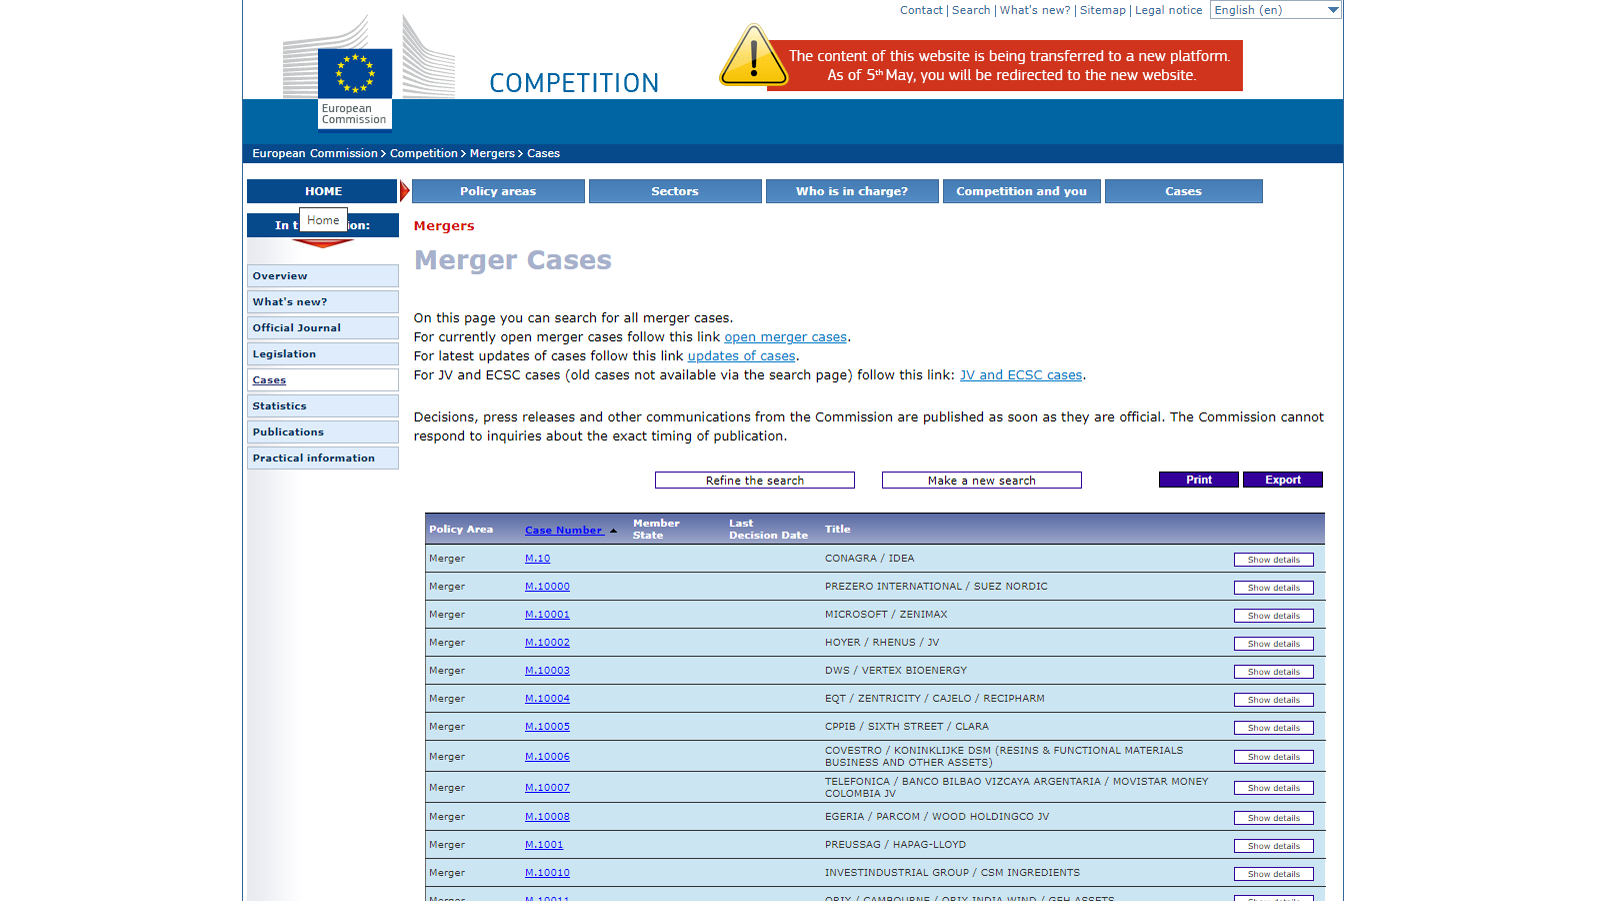 Contact | Search | What's new? | Sitemap | Legal notice English (en)
The content of this website is being transferred to a new platform.
As of 5th May, you will be redirected to the new website.
COMPETITION
European
Commission
European Commission > Competition > Mergers > Cases
HOME Policy areas Sectors Who is in charge? Competition and you Cases
Home
In t ion:
Mergers
Merger Cases
Overview
What's new?
Official Journal
Legislation
Cases
Statistics
Publications
Practical information
On this page you can search for all merger cases.
For currently open merger cases follow this link open merger cases.
For latest updates of cases follow this link updates of cases.
For JV and ECSC cases (old cases not available via the search page) follow this link: JV and ECSC cases.
Decisions, press releases and other communications from the Commission are published as soon as they are official. The Commission cannot
respond to inquiries about the exact timing of publication.
Refine the search Make a new search Print Export
Policy Area Case Number Member State Last Decision Date Title
Merger M.10 CONAGRA / IDEA Show details
Merger M.10000 PREZERO INTERNATIONAL / SUEZ NORDIC Show details
Merger M.10001 MICROSOFT / ZENIMAX Show details
Merger M.10002 HOYER / RHENUS / JV Show details
Merger M.10003 DWS / VERTEX BIOENERGY Show details
Merger M.10004 EQT / ZENTRICITY / CAJELO / RECIPHARM Show details
Merger M.10005 CPPIB / SIXTH STREET / CLARA Show details
Merger M.10006 COVESTRO / KONINKLIJKE DSM (RESINS & FUNCTIONAL MATERIALS
BUSINESS AND OTHER ASSETS) Show details
Merger M.10007 TELEFONICA / BANCO BILBAO VIZCAYA ARGENTARIA / MOVISTAR MONEY
COLOMBIA JV Show details
Merger M.10008 EGERIA / PARCOM / WOOD HOLDINGCO JV Show details
Merger M.1001 PREUSSAG / HAPAG-LLOYD Show details
Merger M.10010 INVESTINDUSTRIAL GROUP / CSM INGREDIENTS Show details
Merger M.10011 ORIX / CAMBOURNE / ORIX INDIA WIND / GEH ASSETS